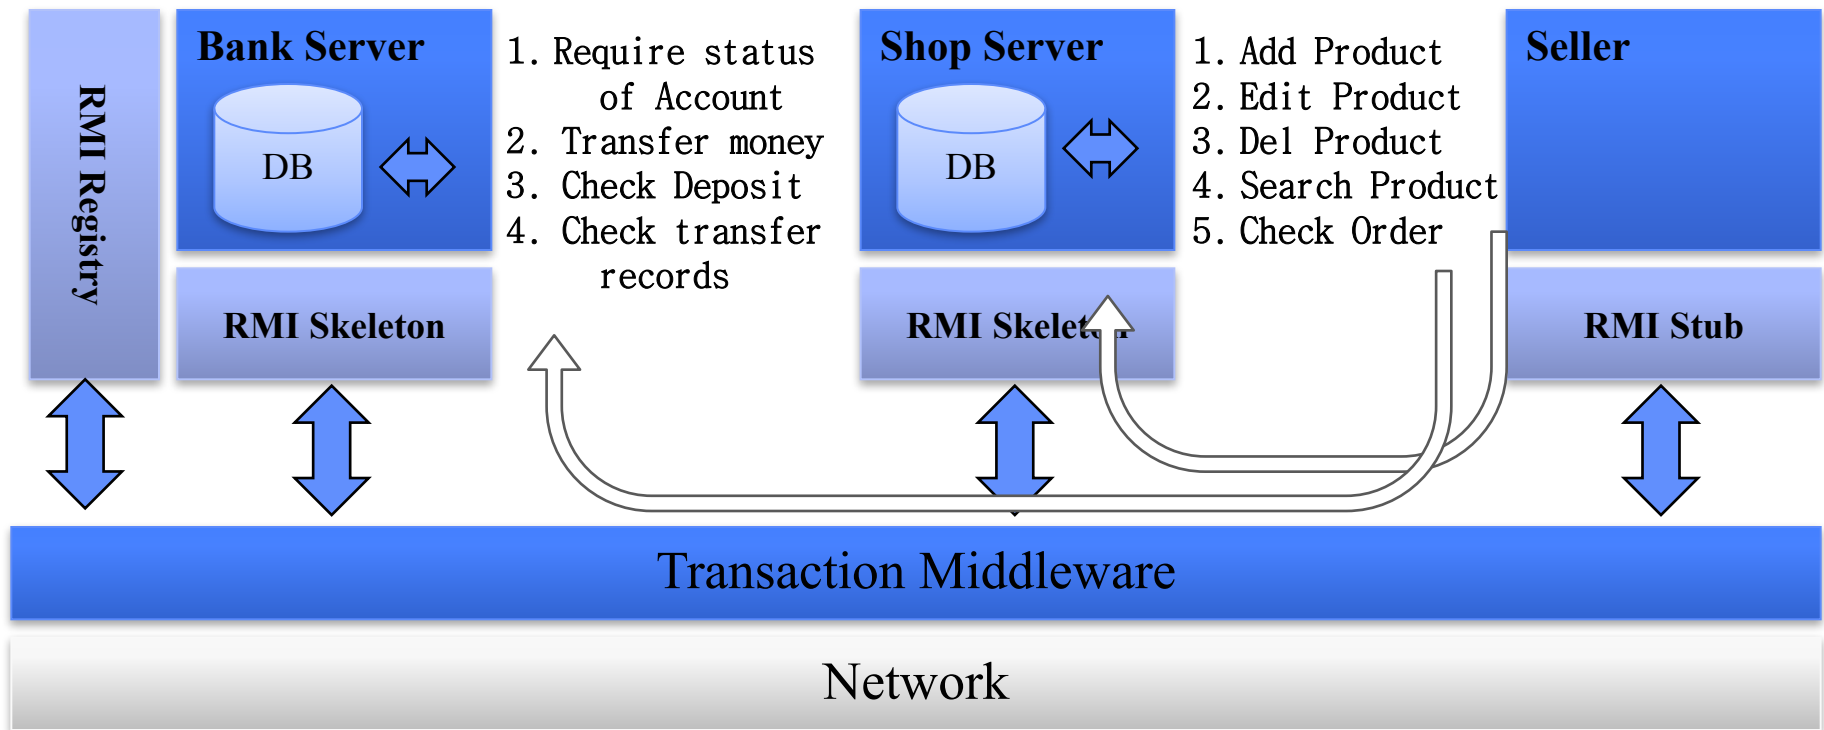 RMI Registry
Bank Server
DB
RMI Skeleton
1. Require status
of Account
2. Transfer money
3. Check Deposit
4. Check transfer
records
Shop Server
DB
RMI Skeleton
1. Add Product
2. Edit Product
3. Del Product
4. Search Product
5. Check Order
Seller
RMI Stub
Transaction Middleware
Network